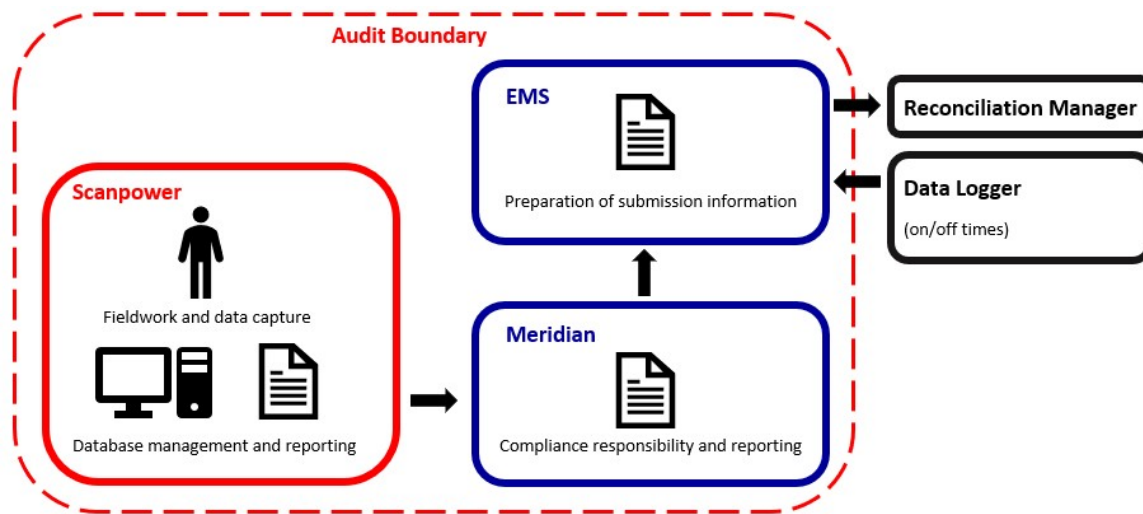 Audit Boundary
EMS
Preparation of submission information
Reconciliation Manager
Data Logger
(on/off times)
Scanpower
Fieldwork and data capture
Database management and reporting
Meridian
Compliance responsibility and reporting